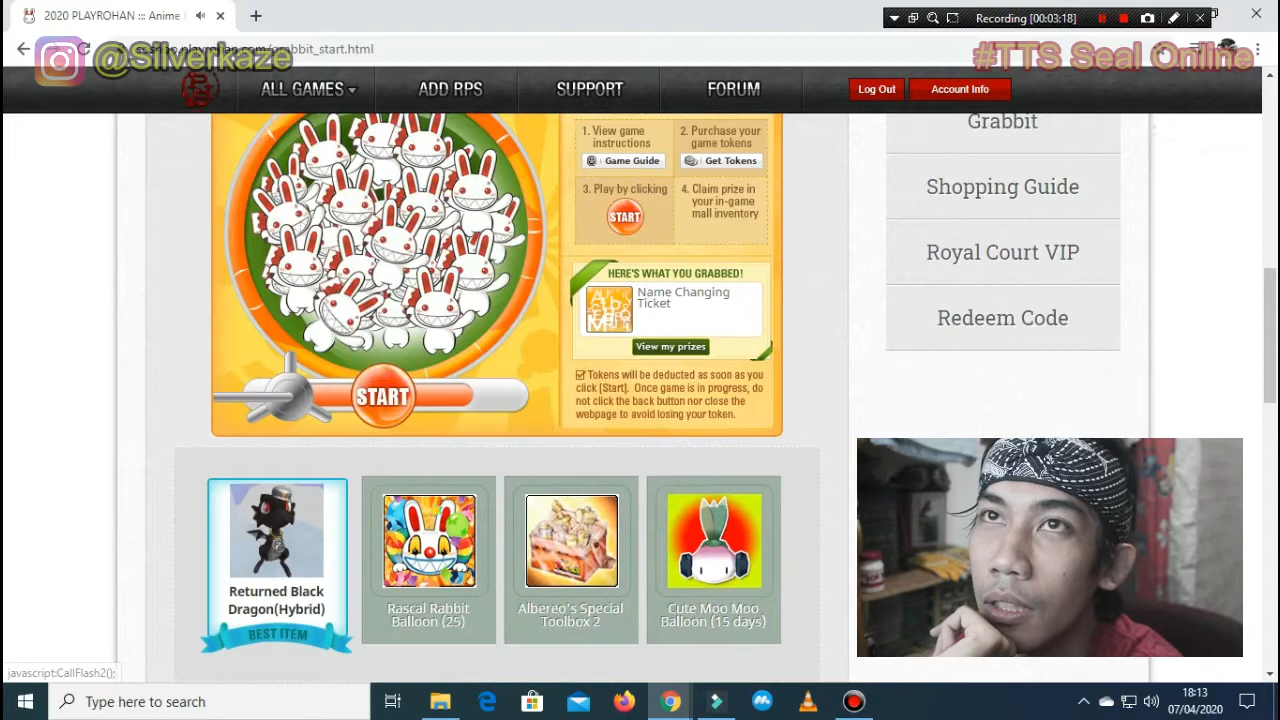 2020 PLAYROHAN ::: Anime
Recording [00:03:18]
playrohan.com/grabbit_start.html
@Silverkaze
#TTS Seal Online
ALL GAMES
ADD RPS
SUPPORT
FORUM
Log Out
Account Info
1. View game
instructions
Game Guide
2. Purchase your
game tokens
Get Tokens
3. Play by clicking
START
4. Claim prize in
your in-game
mall inventory
HERE'S WHAT YOU GRABBED!
Name Changing
Ticket
View my prizes
Tokens will be deducted as soon as you
click [Start]. Once game is in progress, do
not click the back button nor close the
webpage to avoid losing your token.
START
Grabbit
Shopping Guide
Royal Court VIP
Redeem Code
Returned Black
Dragon(Hybrid)
BEST ITEM
Rascal Rabbit
Balloon (25)
Albereo's Special
Toolbox 2
Cute Moo Moo
Balloon (15 days)
javascript:CallFlash2();
Type here to search
18:13
07/04/2020